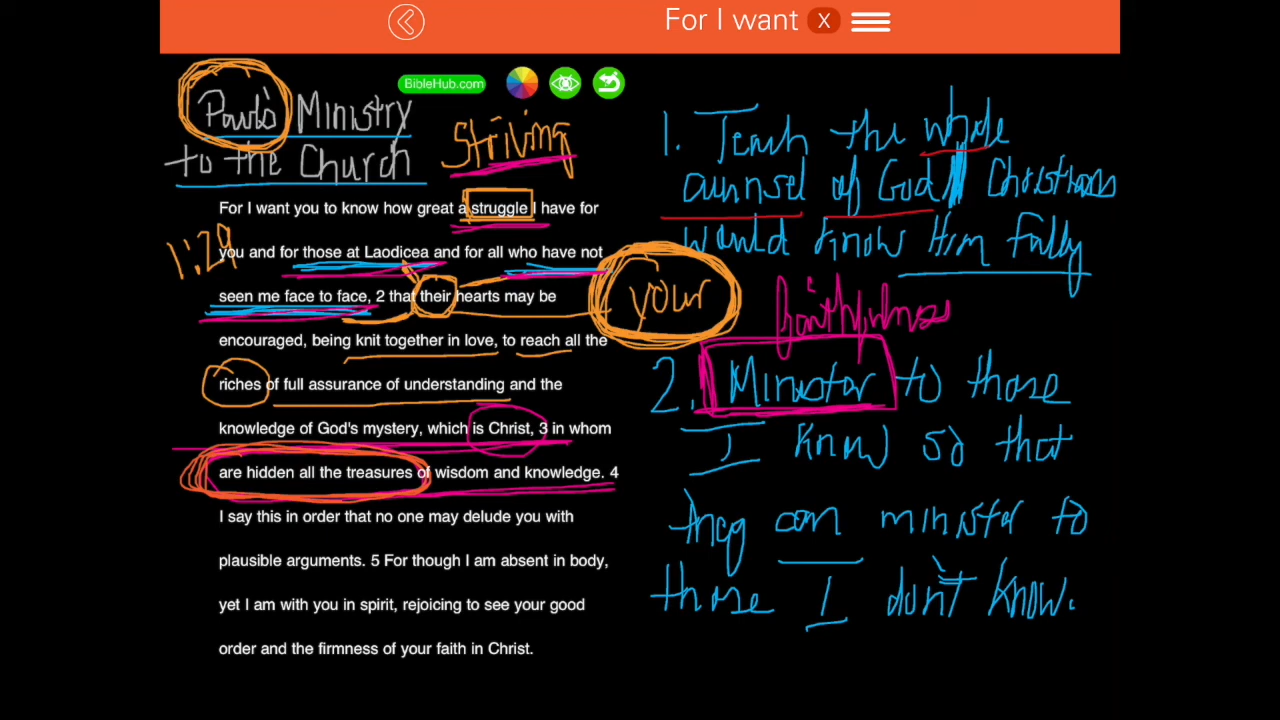 For I want X
BibleHub.com
Paul's Ministry
to the Church
Striving
For I want you to know how great a struggle I have for
1:29
you and for those at Laodicea and for all who have not
seen me face to face, 2 that their hearts may be
your
encouraged, being knit together in love, to reach all the
riches of full assurance of understanding and the
knowledge of God's mystery, which is Christ, 3 in whom
are hidden all the treasures of wisdom and knowledge. 4
I say this in order that no one may delude you with
plausible arguments. 5 For though I am absent in body,
yet I am with you in spirit, rejoicing to see your good
order and the firmness of your faith in Christ.
1. Teach the whole
counsel of God Christians
would know Him Fully
Faithfulness
2. Minister to those
I know so that
they can minister to
those I don't know.